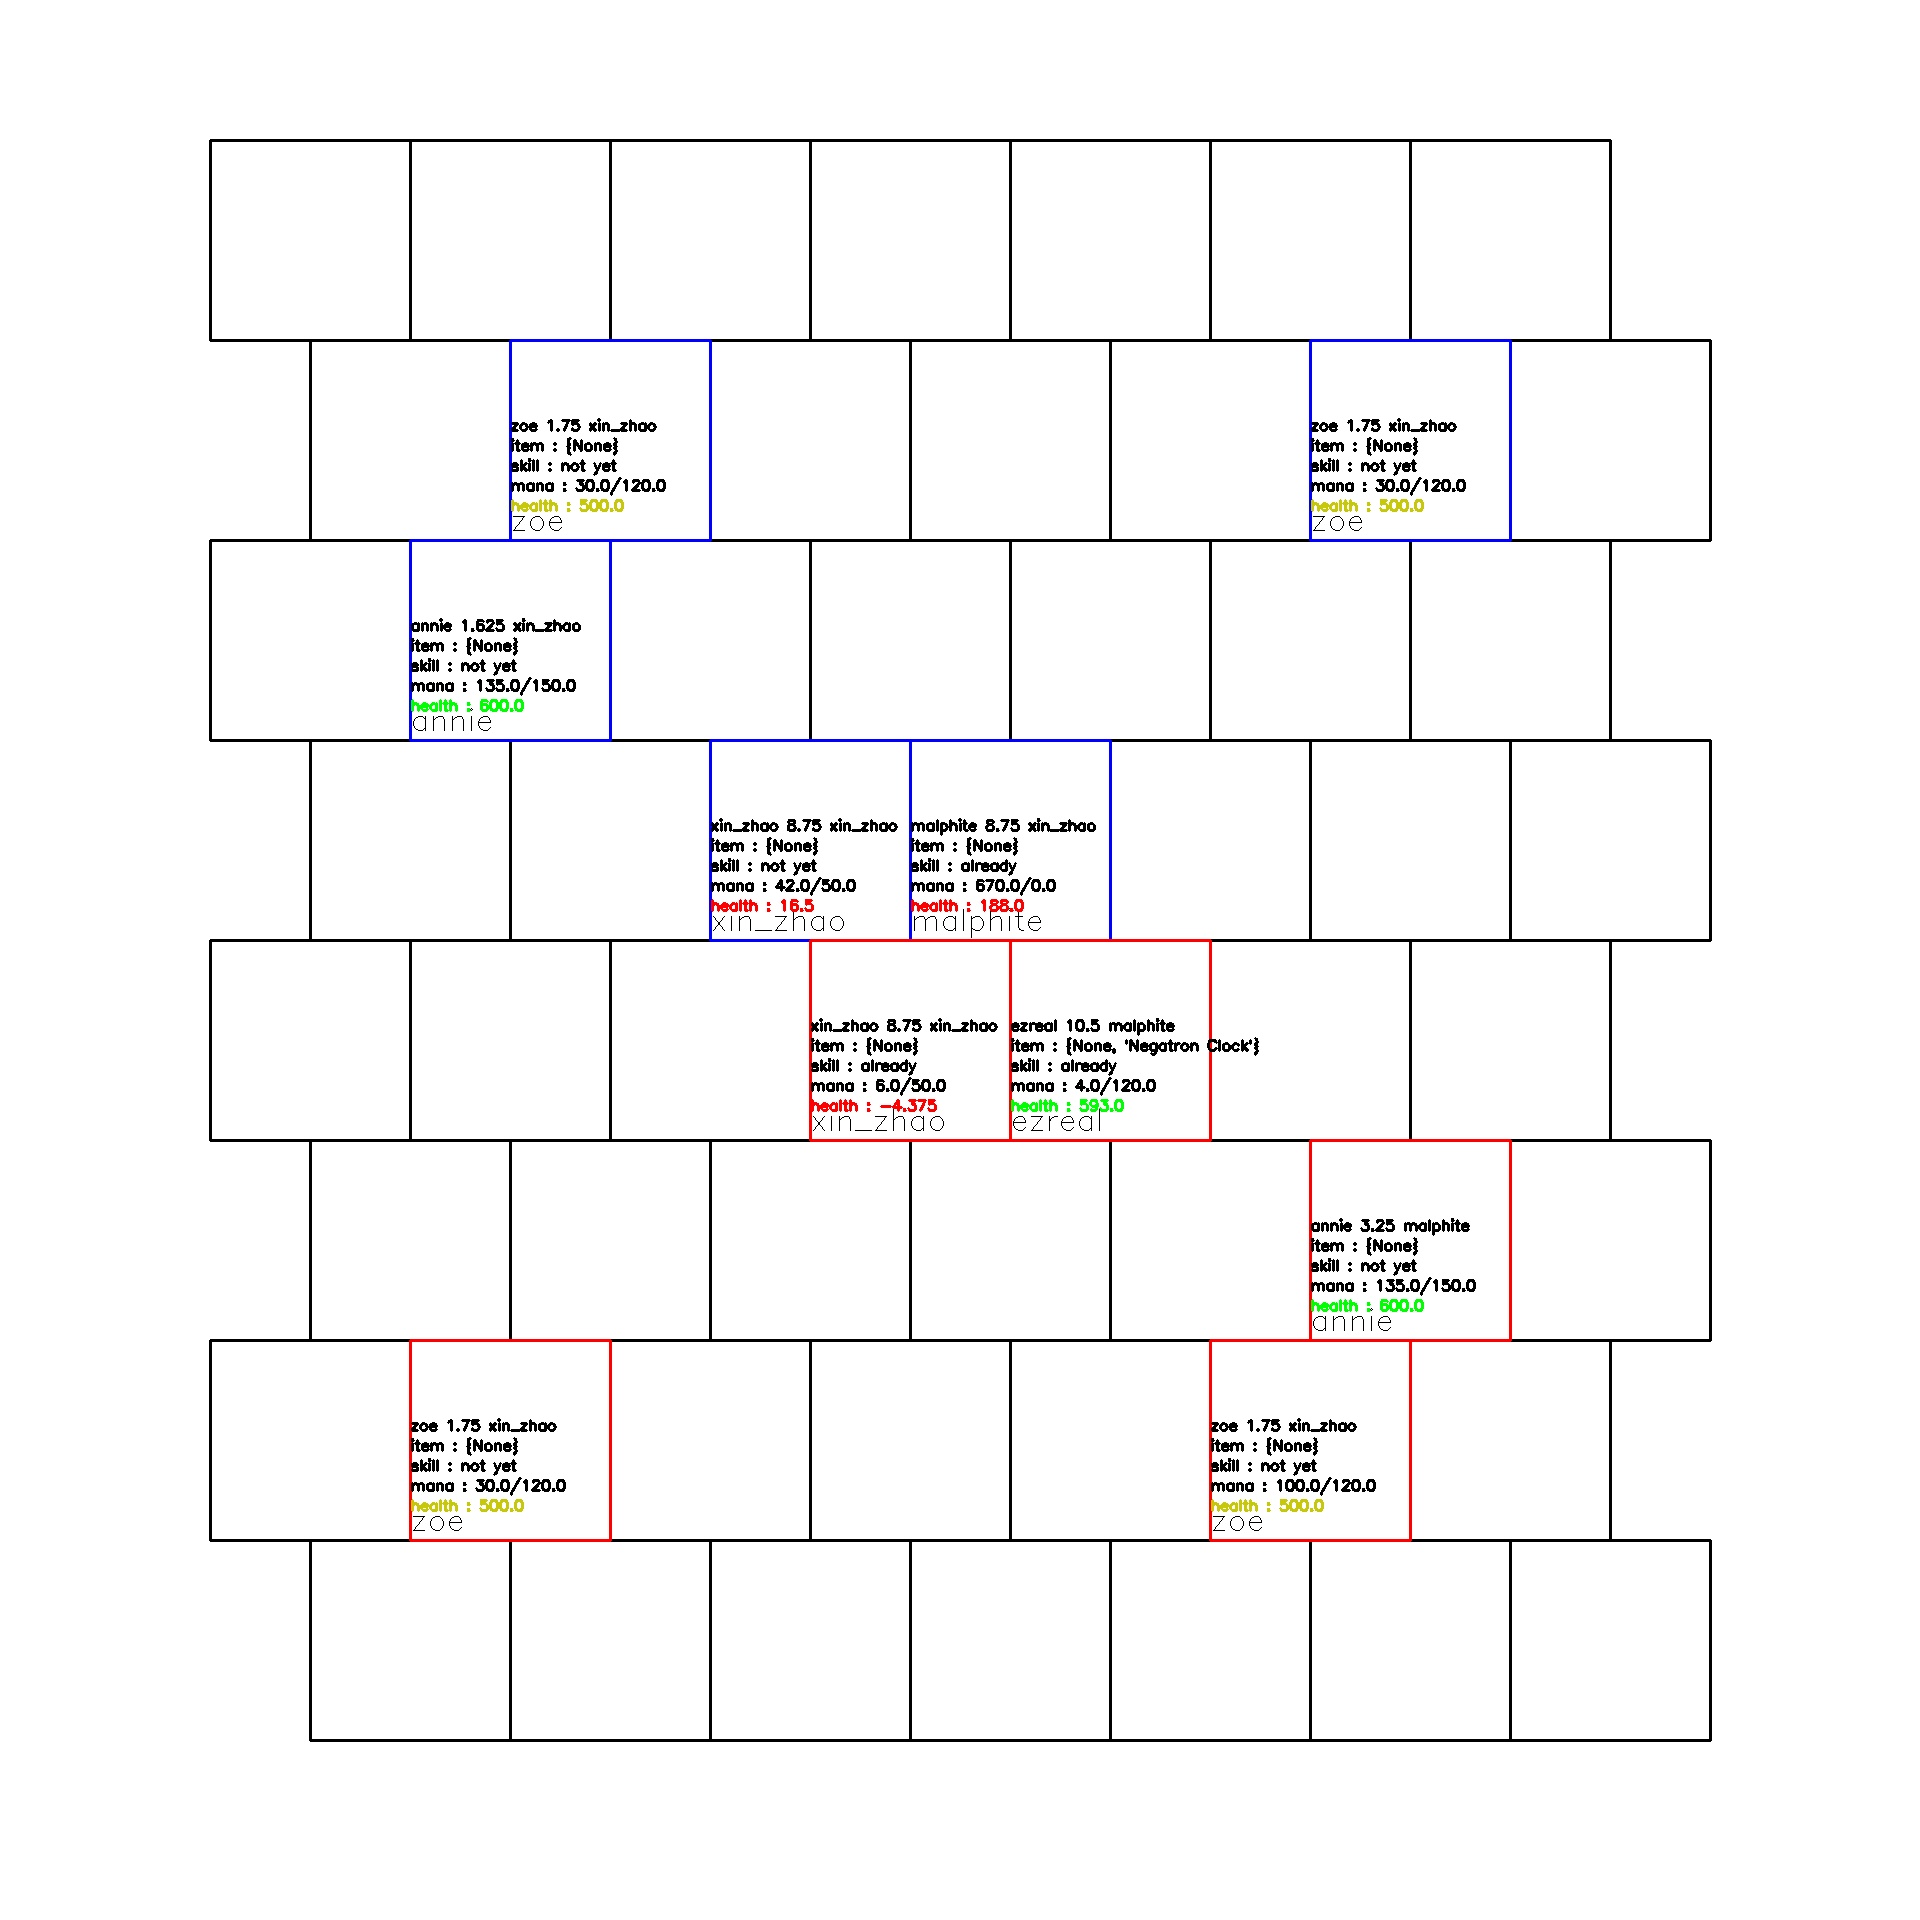 zoe 1.75 xin_zhao
item : {None}
skill : not yet
mana : 30.0/120.0
health : 500.0
zoe
zoe 1.75 xin_zhao
item : {None}
skill : not yet
mana : 30.0/120.0
health : 500.0
zoe
annie 1.625 xin_zhao
item : {None}
skill : not yet
mana : 135.0/150.0
health : 600.0
annie
xin_zhao 8.75 xin_zhao
item : {None}
skill : not yet
mana : 42.0/50.0
health : 16.5
xin_zhao
malphite 8.75 xin_zhao
item : {None}
skill : already
mana : 670.0/0.0
health : 188.0
malphite
xin_zhao 8.75 xin_zhao
item : {None}
skill : already
mana : 6.0/50.0
health : -4.375
xin_zhao
ezreal 10.5 malphite
item : {None, 'Negatron Clock'}
skill : already
mana : 4.0/120.0
health : 593.0
ezreal
annie 3.25 malphite
item : {None}
skill : not yet
mana : 135.0/150.0
health : 600.0
annie
zoe 1.75 xin_zhao
item : {None}
skill : not yet
mana : 30.0/120.0
health : 500.0
zoe
zoe 1.75 xin_zhao
item : {None}
skill : not yet
mana : 100.0/120.0
health : 500.0
zoe